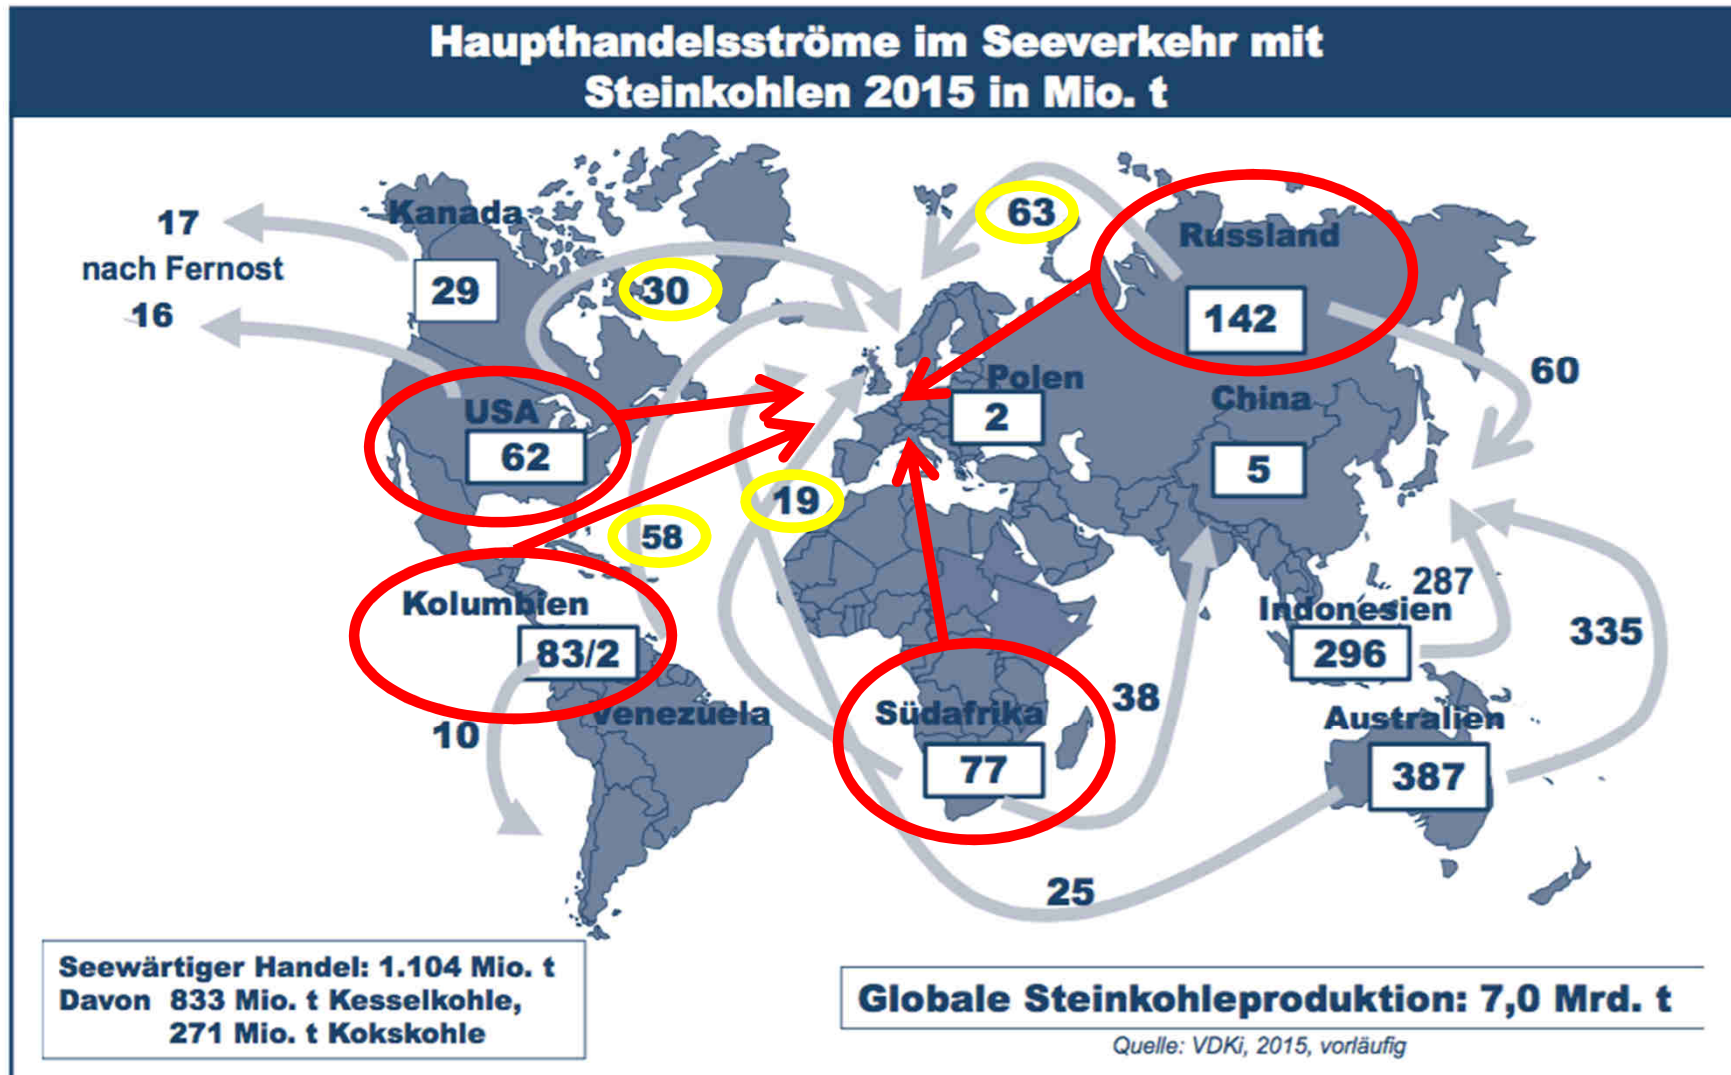 Haupthandelsströme im Seeverkehr mit
Steinkohlen 2015 in Mio. t
17
nach Fernost
16
Kanada
29
30
63
Russland
142
60
USA
62
Polen
2
China
5
19
58
Kolumbien
83/2
Venezuela
10
Südafrika
77
38
25
287
Indonesien
296
335
Australien
387
Seewärtiger Handel: 1.104 Mio. t
Davon 833 Mio. t Kesselkohle,
271 Mio. t Kokskohle
Globale Steinkohleproduktion: 7,0 Mrd. t
Quelle: VDKi, 2015, vorläufig